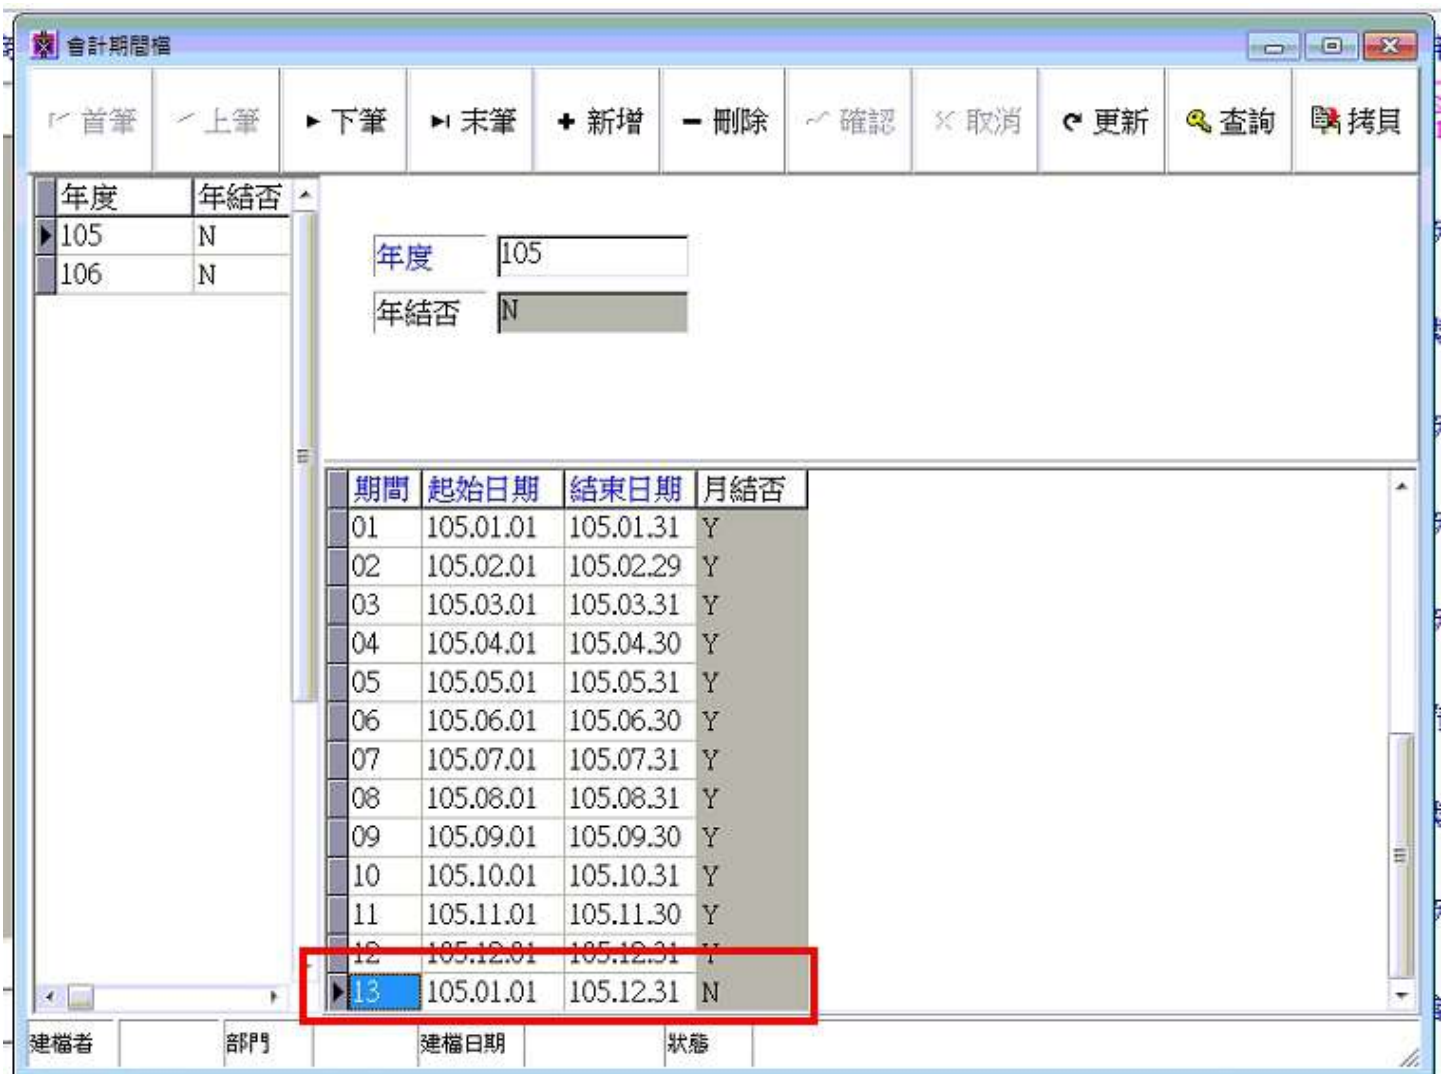 會計期間檔
首筆 上筆 下筆 末筆 新增 刪除 確認 取消 更新 查詢 拷貝
年度 年結否
105 N
106 N
年度 105
年結否 N
期間 起始日期 結束日期 月結否
01 105.01.01 105.01.31 Y
02 105.02.01 105.02.29 Y
03 105.03.01 105.03.31 Y
04 105.04.01 105.04.30 Y
05 105.05.01 105.05.31 Y
06 105.06.01 105.06.30 Y
07 105.07.01 105.07.31 Y
08 105.08.01 105.08.31 Y
09 105.09.01 105.09.30 Y
10 105.10.01 105.10.31 Y
11 105.11.01 105.11.30 Y
12 105.12.01 105.12.31 Y
13 105.01.01 105.12.31 N
建檔者 部門 建檔日期 狀態